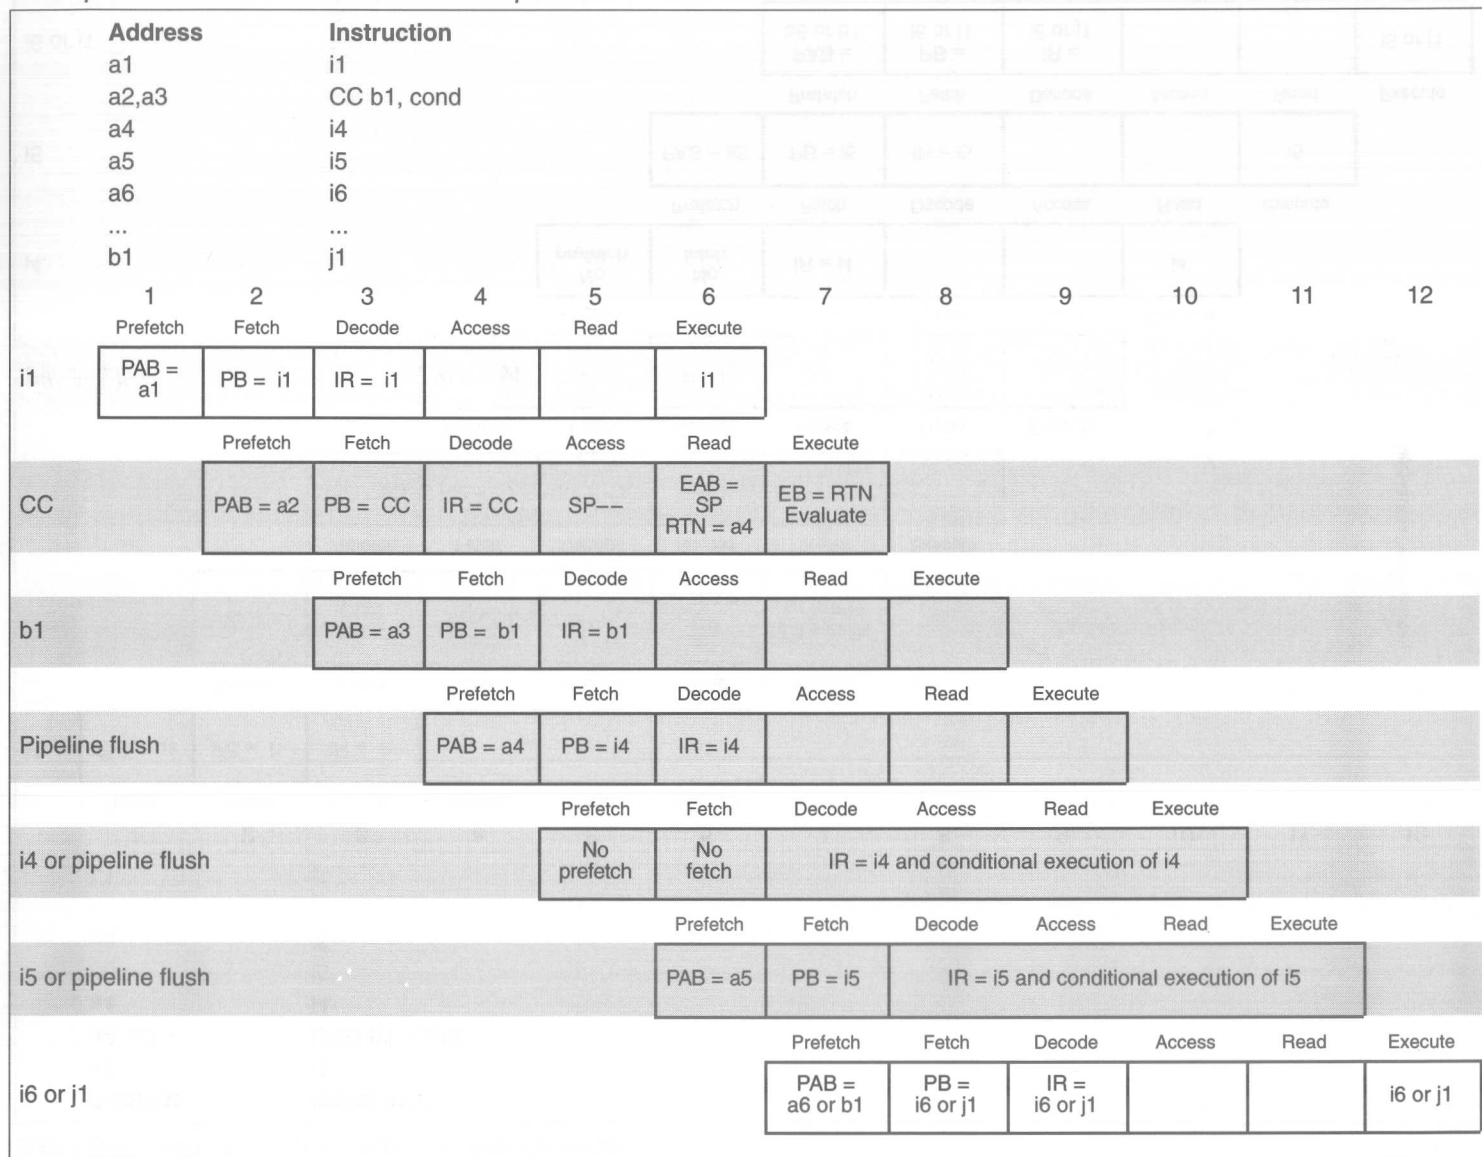 Address Instruction
a1 i1
a2,a3 CC b1, cond
a4 i4
a5 i5
a6 i6
... ...
b1 j1
1 2 3 4 5 6 7 8 9 10 11 12
Prefetch Fetch Decode Access Read Execute
i1 PAB = a1 PB = i1 IR = i1 i1
Prefetch Fetch Decode Access Read Execute
CC PAB = a2 PB = CC IR = CC SP-- EAB = SP RTN = a4 EB = RTN Evaluate
Prefetch Fetch Decode Access Read Execute
b1 PAB = a3 PB = b1 IR = b1
Prefetch Fetch Decode Access Read Execute
Pipeline flush PAB = a4 PB = i4 IR = i4
Prefetch Fetch Decode Access Read Execute
i4 or pipeline flush No prefetch No fetch IR = i4 and conditional execution of i4
Prefetch Fetch Decode Access Read Execute
i5 or pipeline flush PAB = a5 PB = i5 IR = i5 and conditional execution of i5
Prefetch Fetch Decode Access Read Execute
i6 or j1 PAB = a6 or b1 PB = i6 or j1 IR = i6 or j1 i6 or j1